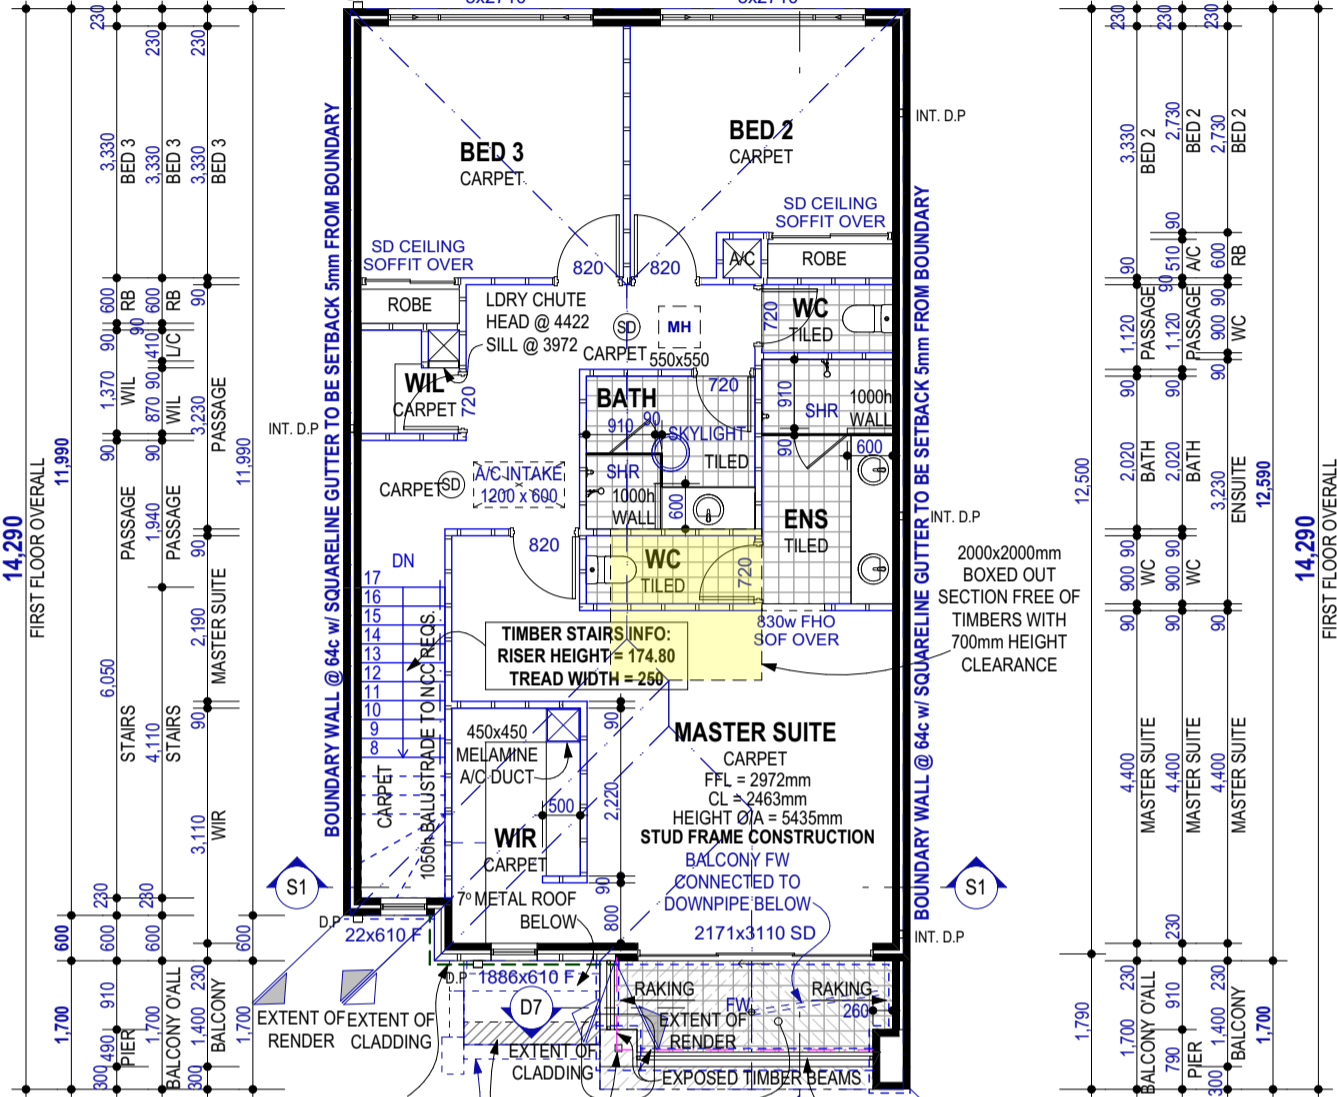 230
230
230
3,330
BED 3
3,330
BED 3
3,330
BED 3
600
RB
600
RB
90
90
90
410
L/C
1,370
WIL
90
870
WIL
3,230
PASSAGE
90
90
11,990
11,990
PASSAGE
1,940
PASSAGE
90
2,190
MASTER SUITE
14,290
FIRST FLOOR OVERALL
6,050
STAIRS
4,110
STAIRS
90
3,110
WIR
230
230
600
600
600
600
1,700
910
1,700
230
1,400
1,700
PIER
BALCONY O'ALL
BALCONY
490
300
300
BOUNDARY WALL @ 64c w/ SQUARELINE GUTTER TO BE SETBACK 5mm FROM BOUNDARY
BED 3
CARPET
BED 2
CARPET
INT. D.P
SD CEILING
SOFFIT OVER
SD CEILING
SOFFIT OVER
820
820
A/C
ROBE
ROBE
LDRY CHUTE
HEAD @ 4422
SILL @ 3972
SD
MH
CARPET
550x550
720
WC
TILED
WIL
CARPET
720
BATH
910
90
720
SKYLIGHT
TILED
910
SHR
1000h
WALL
90
600
INT. D.P
CARPET
SD
A/C INTAKE
1200 x 600
SHR
1000h
WALL
600
ENS
TILED
INT. D.P
DN
820
WC
TILED
720
2000x2000mm
BOXED OUT
SECTION FREE OF
TIMBERS WITH
700mm HEIGHT
CLEARANCE
17
16
15
14
13
12
11
10
9
8
TIMBER STAIRS INFO:
RISER HEIGHT = 174.80
TREAD WIDTH = 250
830w FHO
SOF OVER
1050h BALUSTRADE TO NCC REQS.
CARPET
450x450
MELAMINE
A/C DUCT
90
2,220
500
WIR
CARPET
90
800
MASTER SUITE
CARPET
FFL = 2972mm
CL = 2463mm
HEIGHT O/A = 5435mm
STUD FRAME CONSTRUCTION
BALCONY FW
CONNECTED TO
DOWNPIPE BELOW
2171x3110 SD
S1
S1
7º METAL ROOF
BELOW
D.P
22x610 F
INT. D.P
D.P
1886x610 F
D7
RAKING
RAKING
FW
260
EXTENT OF
RENDER
EXTENT OF
CLADDING
EXTENT OF
CLADDING
EXTENT OF
RENDER
EXPOSED TIMBER BEAMS
BOUNDARY WALL @ 64c w/ SQUARELINE GUTTER TO BE SETBACK 5mm FROM BOUNDARY
230
230
230
3,330
BED 2
2,730
BED 2
2,730
BED 2
90
90
510
A/C
600
RB
90
90
1,120
PASSAGE
1,120
PASSAGE
900
WC
90
90
90
2,020
BATH
2,020
BATH
3,230
ENSUITE
12,500
12,590
90
90
900
WC
900
WC
90
90
90
14,290
FIRST FLOOR OVERALL
4,400
MASTER SUITE
4,400
MASTER SUITE
4,400
MASTER SUITE
230
1,790
230
1,700
BALCONY O'ALL
910
790
PIER
230
1,400
BALCONY
300
1,700